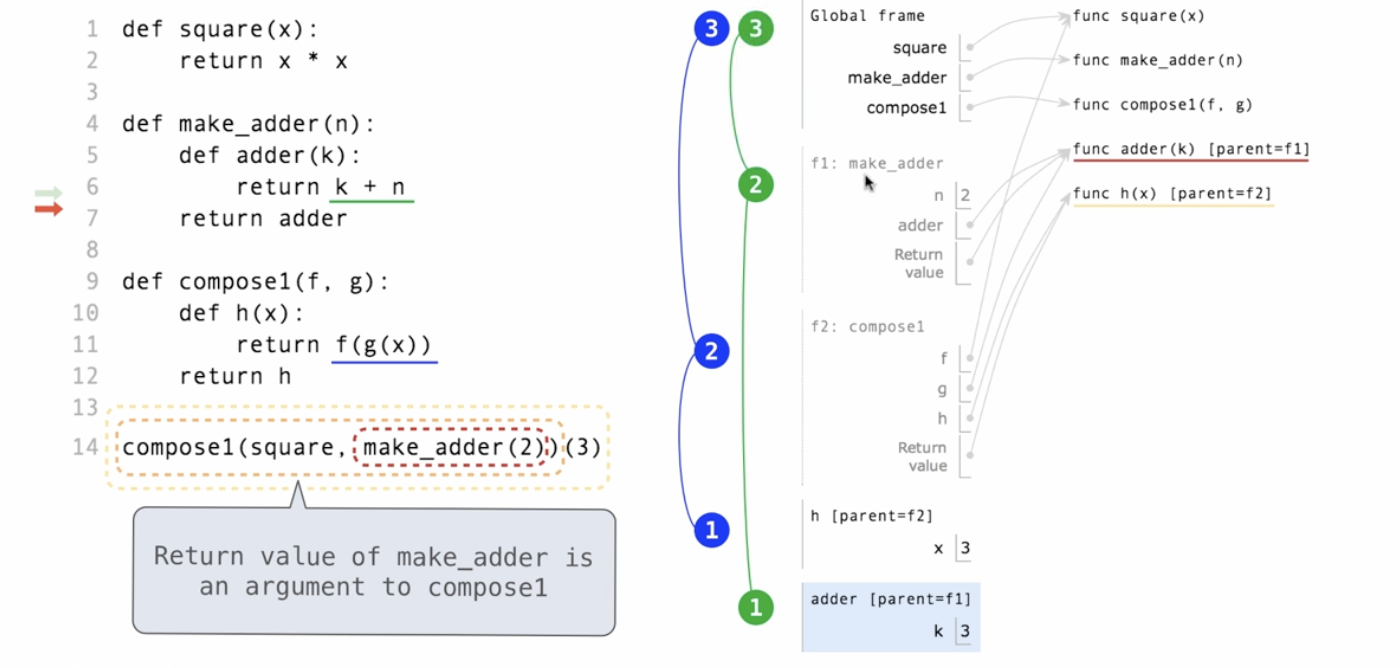 1 def square(x):
2     return x * x
3
4 def make_adder(n):
5     def adder(k):
6         return k + n
7     return adder
8
9 def compose1(f, g):
10     def h(x):
11         return f(g(x))
12     return h
13
14 compose1(square, make_adder(2))(3)
Return value of make_adder is
an argument to compose1
3
2
1
3
2
1
Global frame
square
make_adder
compose1
f1: make_adder
n 2
adder
Return
value
f2: compose1
f
g
h
Return
value
h [parent=f2]
x 3
adder [parent=f1]
k 3
func square(x)
func make_adder(n)
func compose1(f, g)
func adder(k) [parent=f1]
func h(x) [parent=f2]